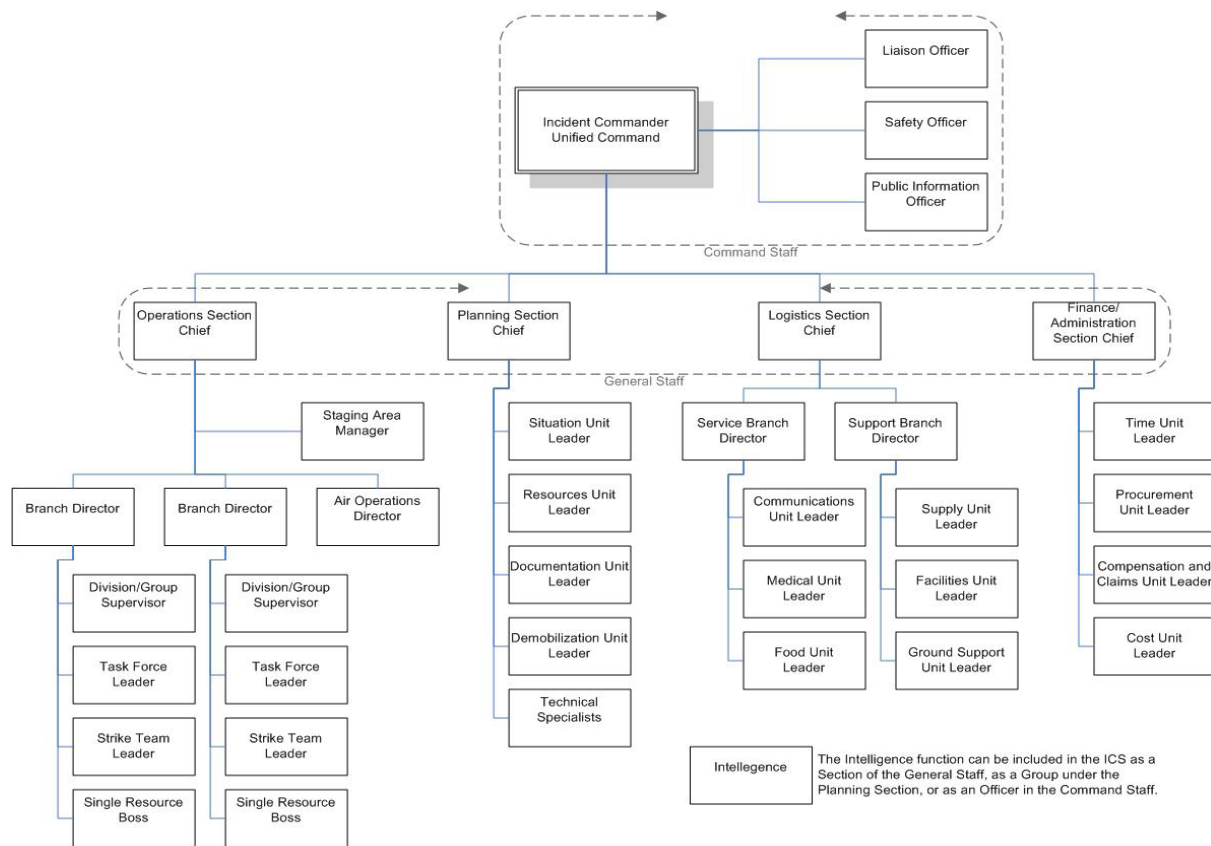 Liaison Officer
Incident Commander
Unified Command
Safety Officer
Public Information
Officer
Command Staff
Operations Section
Chief
Planning Section
Chief
Logistics Section
Chief
Finance/
Administration
Section Chief
General Staff
Staging Area
Manager
Situation Unit
Leader
Service Branch
Director
Support Branch
Director
Time Unit
Leader
Branch Director
Branch Director
Air Operations
Director
Resources Unit
Leader
Communications
Unit Leader
Supply Unit
Leader
Procurement
Unit Leader
Division/Group
Supervisor
Division/Group
Supervisor
Documentation Unit
Leader
Medical Unit
Leader
Facilities Unit
Leader
Compensation and
Claims Unit Leader
Task Force
Leader
Task Force
Leader
Demobilization Unit
Leader
Food Unit
Leader
Ground Support
Unit Leader
Cost Unit
Leader
Technical
Specialists
Strike Team
Leader
Strike Team
Leader
Single Resource
Boss
Single Resource
Boss
Intellegence
The Intelligence function can be included in the ICS as a
Section of the General Staff, as a Group under the
Planning Section, or as an Officer in the Command Staff.